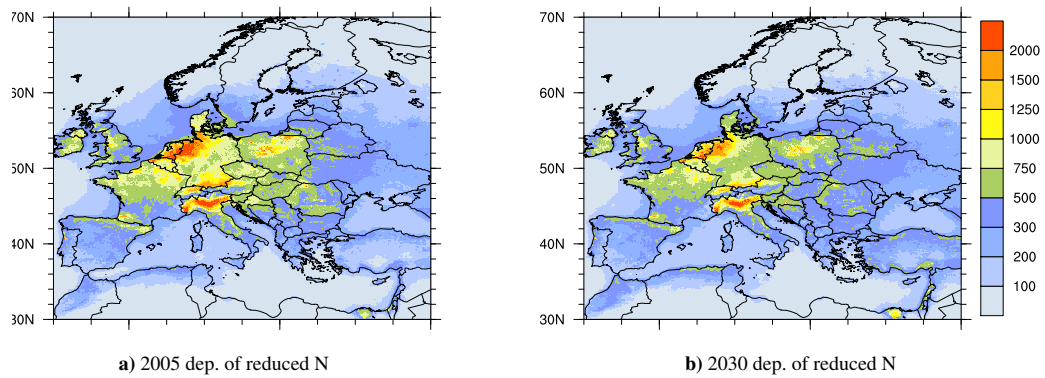 70N
60N
50N
40N
30N
70N
60N
50N
40N
30N
2000
1500
1250
1000
750
500
300
200
100
a) 2005 dep. of reduced N
b) 2030 dep. of reduced N